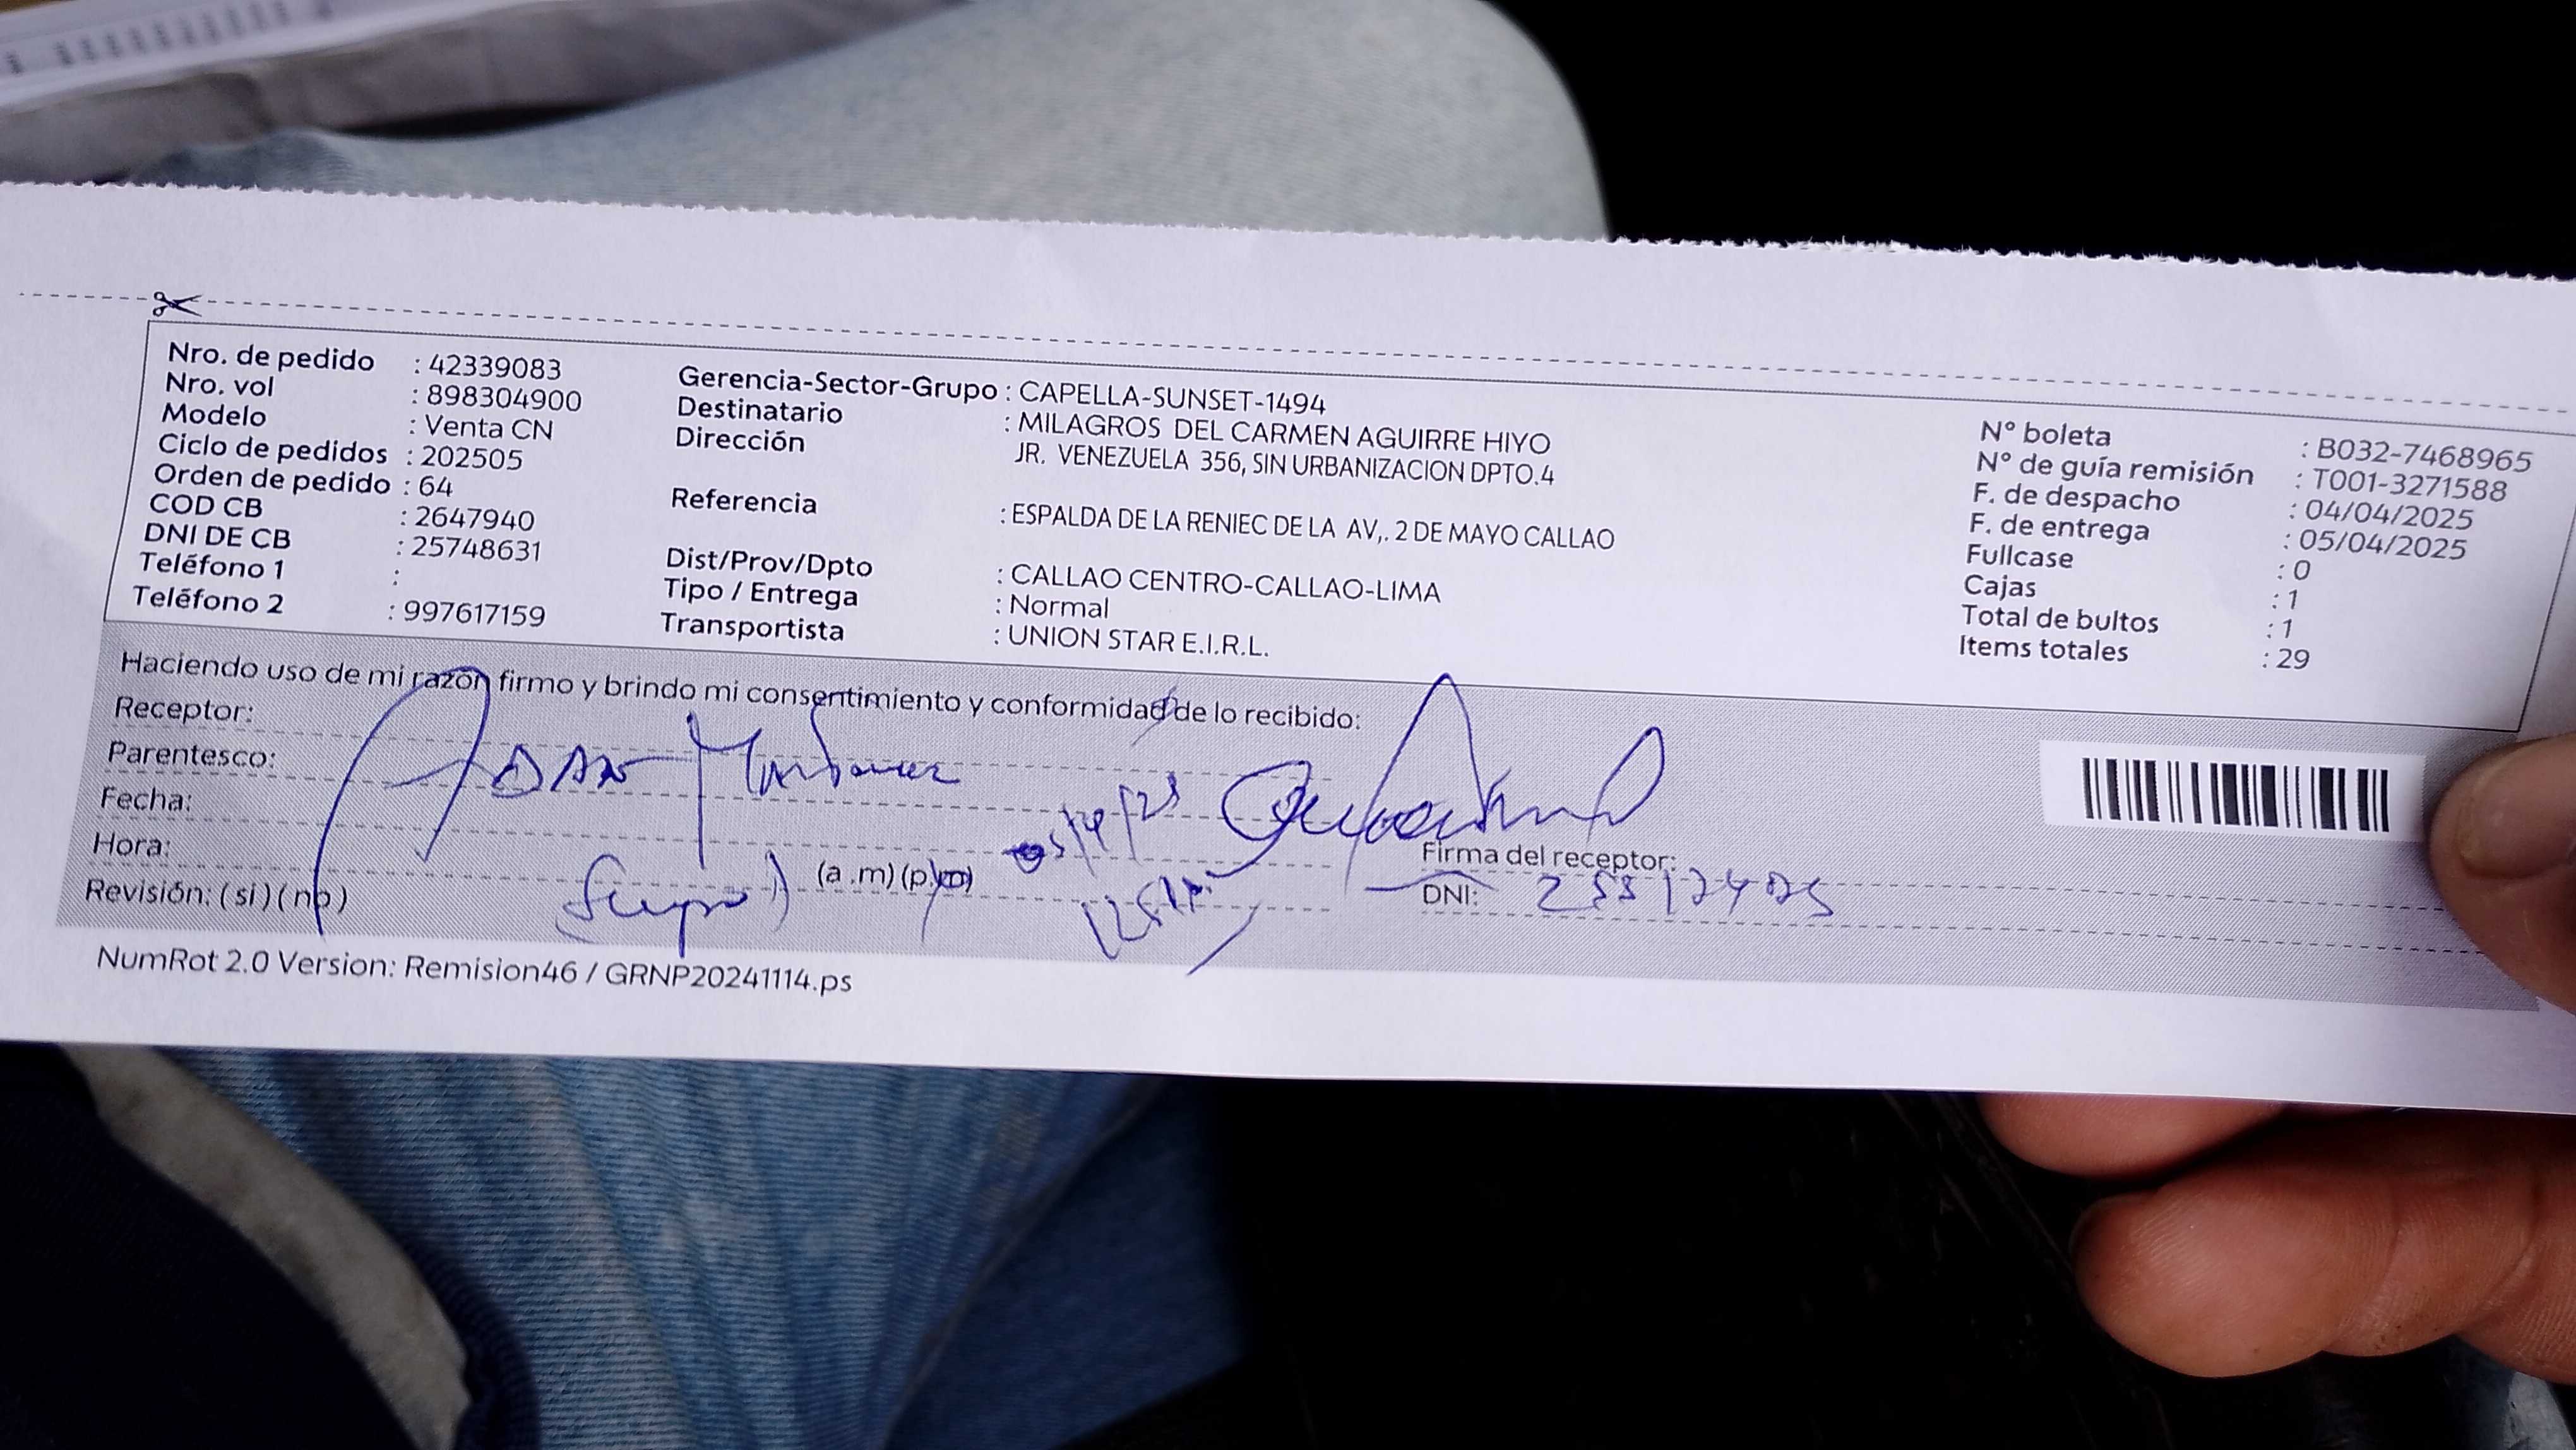 Nro. de pedido : 42339083
Nro. vol : 898304900
Modelo : Venta CN
Ciclo de pedidos : 202505
Orden de pedido : 64
COD CB : 2647940
DNI DE CB : 25748631
Teléfono 1 :
Teléfono 2 : 997617159
Gerencia-Sector-Grupo : CAPELLA-SUNSET-1494
Destinatario : MILAGROS DEL CARMEN AGUIRRE HIYO
Dirección JR. VENEZUELA 356, SIN URBANIZACION DPTO.4
Referencia : ESPALDA DE LA RENIEC DE LA AV,. 2 DE MAYO CALLAO
Dist/Prov/Dpto : CALLAO CENTRO-CALLAO-LIMA
Tipo / Entrega : Normal
Transportista : UNION STAR E.I.R.L.
N° boleta : B032-7468965
N° de guía remisión : T001-3271588
F. de despacho : 04/04/2025
F. de entrega : 05/04/2025
Fullcase : 0
Cajas : 1
Total de bultos : 1
Items totales : 29
Haciendo uso de mi razón firmo y brindo mi consentimiento y conformidad de lo recibido:
Receptor:
Parentesco:
Fecha:
Hora: (a .m) (p.m)
Revisión: ( si ) ( no )
Firma del receptor:
DNI:
NumRot 2.0 Version: Remision46 / GRNP20241114.ps